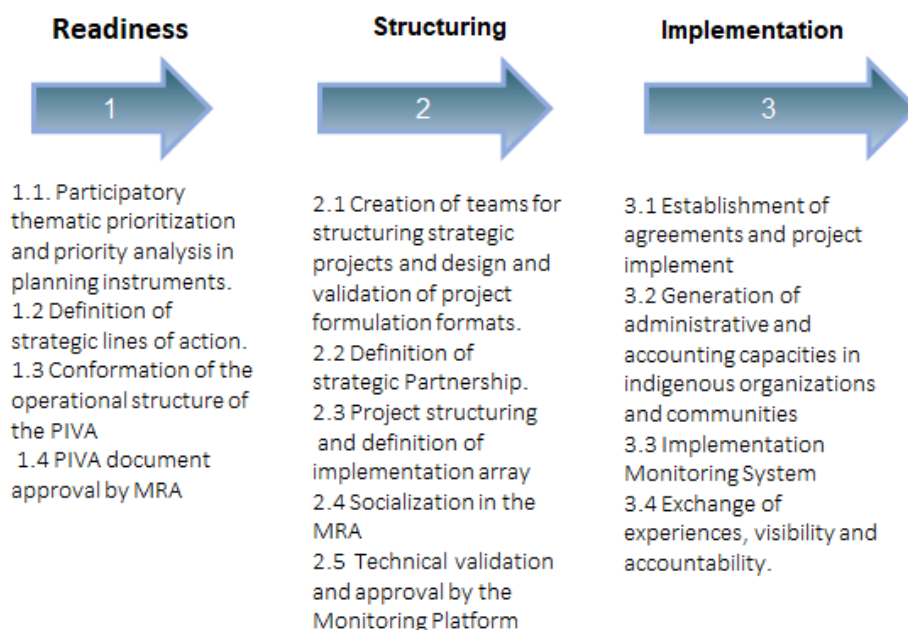 Readiness
1
1.1. Participatory
thematic prioritization
and priority analysis in
planning instruments.
1.2 Definition of
strategic lines of action.
1.3 Conformation of the
operational structure of
the PIVA
1.4 PIVA document
approval by MRA
Structuring
2
2.1 Creation of teams for
structuring strategic
projects and design and
validation of project
formulation formats.
2.2 Definition of
strategic Partnership.
2.3 Project structuring
and definition of
implementation array
2.4 Socialization in the
MRA
2.5 Technical validation
and approval by the
Monitoring Platform
Implementation
3
3.1 Establishment of
agreements and project
implement
3.2 Generation of
administrative and
accounting capacities in
indigenous organizations
and communities
3.3 Implementation
Monitoring System
3.4 Exchange of
experiences, visibility and
accountability.